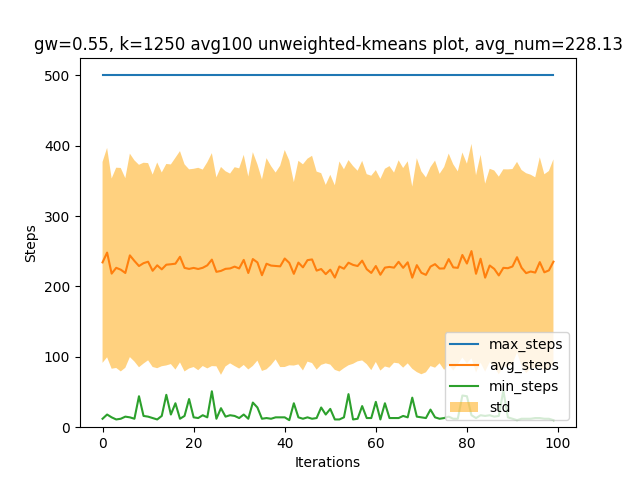 gw=0.55, k=1250 avg100 unweighted-kmeans plot, avg_num=228.13
500
400
300
200
100
0
Steps
max_steps
avg_steps
min_steps
std
0
20
40
60
80
100
Iterations